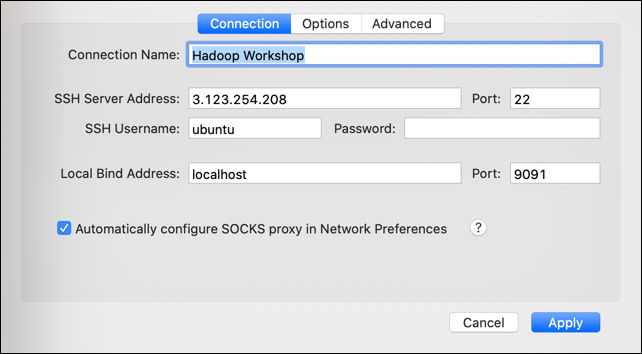 Connection Options Advanced
Connection Name: Hadoop Workshop
SSH Server Address: 3.123.254.208 Port: 22
SSH Username: ubuntu Password:
Local Bind Address: localhost Port: 9091
Automatically configure SOCKS proxy in Network Preferences ?
Cancel Apply